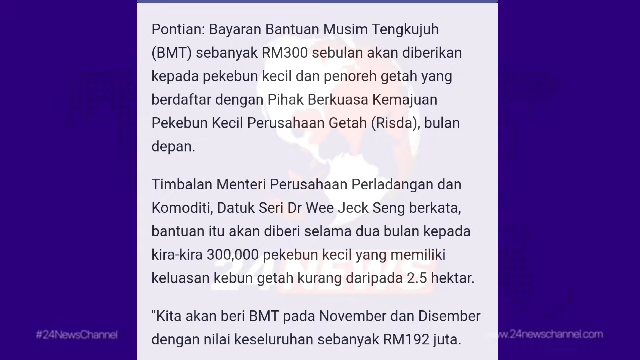 Pontian: Bayaran Bantuan Musim Tengkujuh
(BMT) sebanyak RM300 sebulan akan diberikan
kepada pekebun kecil dan penoreh getah yang
berdaftar dengan Pihak Berkuasa Kemajuan
Pekebun Kecil Perusahaan Getah (Risda), bulan
depan.
Timbalan Menteri Perusahaan Perladangan dan
Komoditi, Datuk Seri Dr Wee Jeck Seng berkata,
bantuan itu akan diberi selama dua bulan kepada
kira-kira 300,000 pekebun kecil yang memiliki
keluasan kebun getah kurang daripada 2.5 hektar.
24NEWS
"Kita akan beri BMT pada November dan Disember
dengan nilai keseluruhan sebanyak RM192 juta.
#24NewsChannel
www.24newschannel.com